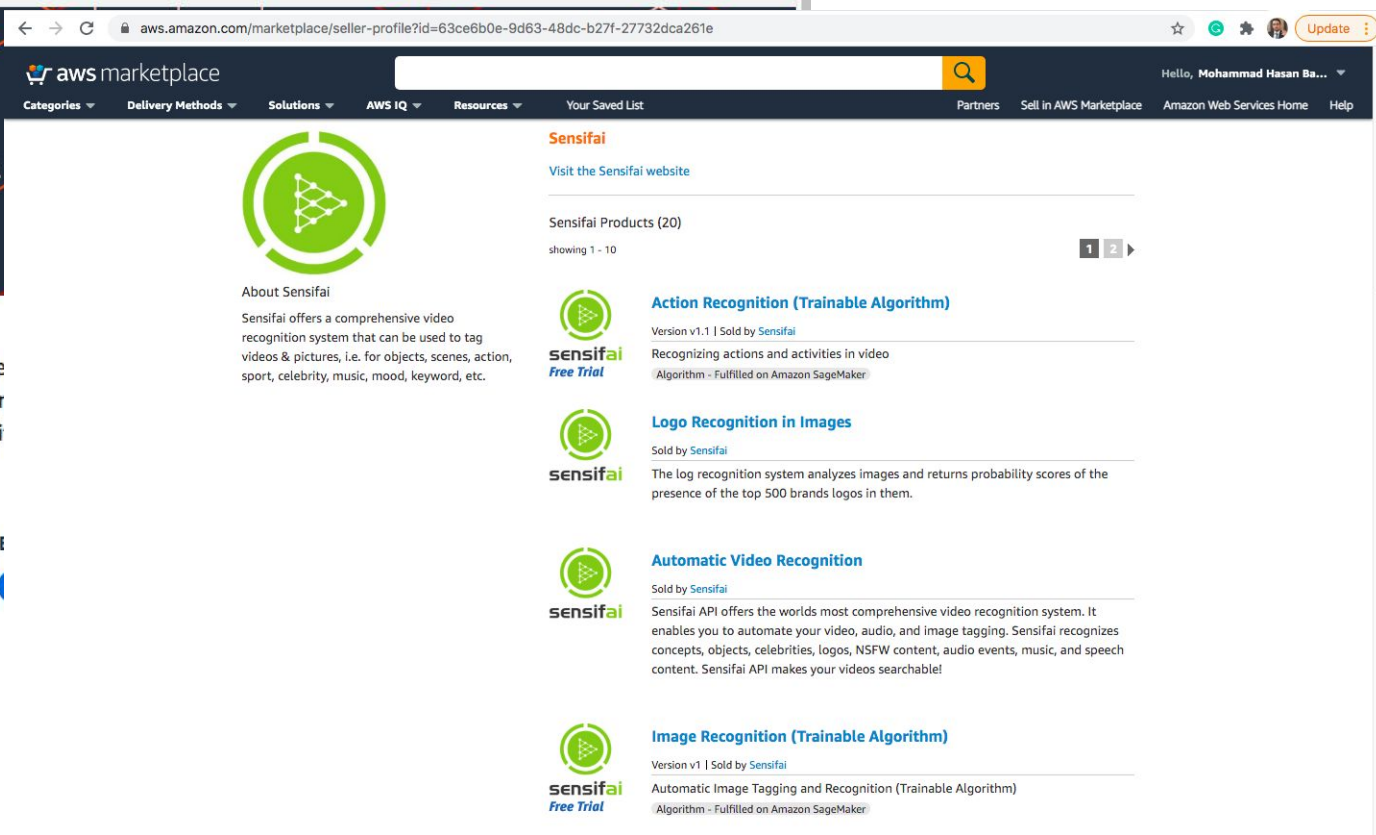 aws.amazon.com/marketplace/seller-profile?id=63ce6b0e-9d63-48dc-b27f-27732dca261e
Update
aws marketplace
Hello, Mohammad Hasan Ba...
Categories Delivery Methods Solutions AWS IQ Resources Your Saved List Partners Sell in AWS Marketplace Amazon Web Services Home Help
Sensifai
Visit the Sensifai website
Sensifai Products (20)
showing 1 - 10
1 2
About Sensifai
Sensifai offers a comprehensive video
recognition system that can be used to tag
videos & pictures, i.e. for objects, scenes, action,
sport, celebrity, music, mood, keyword, etc.
sensifai
Free Trial
Action Recognition (Trainable Algorithm)
Version v1.1 | Sold by Sensifai
Recognizing actions and activities in video
Algorithm - Fulfilled on Amazon SageMaker
sensifai
Logo Recognition in Images
Sold by Sensifai
The log recognition system analyzes images and returns probability scores of the
presence of the top 500 brands logos in them.
sensifai
Automatic Video Recognition
Sold by Sensifai
Sensifai API offers the worlds most comprehensive video recognition system. It
enables you to automate your video, audio, and image tagging. Sensifai recognizes
concepts, objects, celebrities, logos, NSFW content, audio events, music, and speech
content. Sensifai API makes your videos searchable!
sensifai
Free Trial
Image Recognition (Trainable Algorithm)
Version v1 | Sold by Sensifai
Automatic Image Tagging and Recognition (Trainable Algorithm)
Algorithm - Fulfilled on Amazon SageMaker